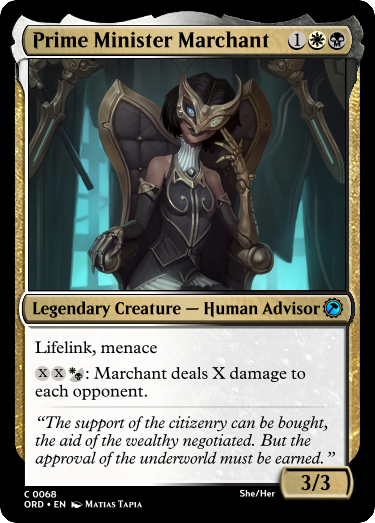 Prime Minister Marchant 1
Legendary Creature — Human Advisor
Lifelink, menace
X X : Marchant deals X damage to
each opponent.
“The support of the citizenry can be bought,
the aid of the wealthy negotiated. But the
approval of the underworld must be earned.”
3/3
C 0068
ORD • EN Matias Tapia
She/Her